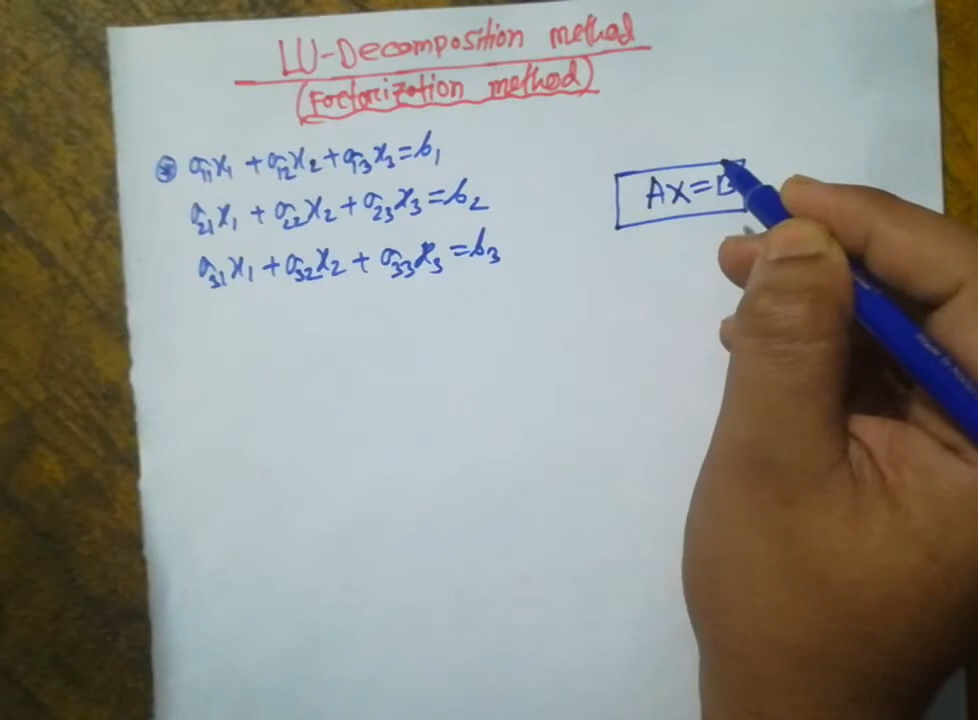 LU-Decomposition method
(Factorization method)
a₁₁x₁ + a₁₂x₂ + a₁₃x₃ = b₁
a₂₁x₁ + a₂₂x₂ + a₂₃x₃ = b₂
a₃₁x₁ + a₃₂x₂ + a₃₃x₃ = b₃
AX = B